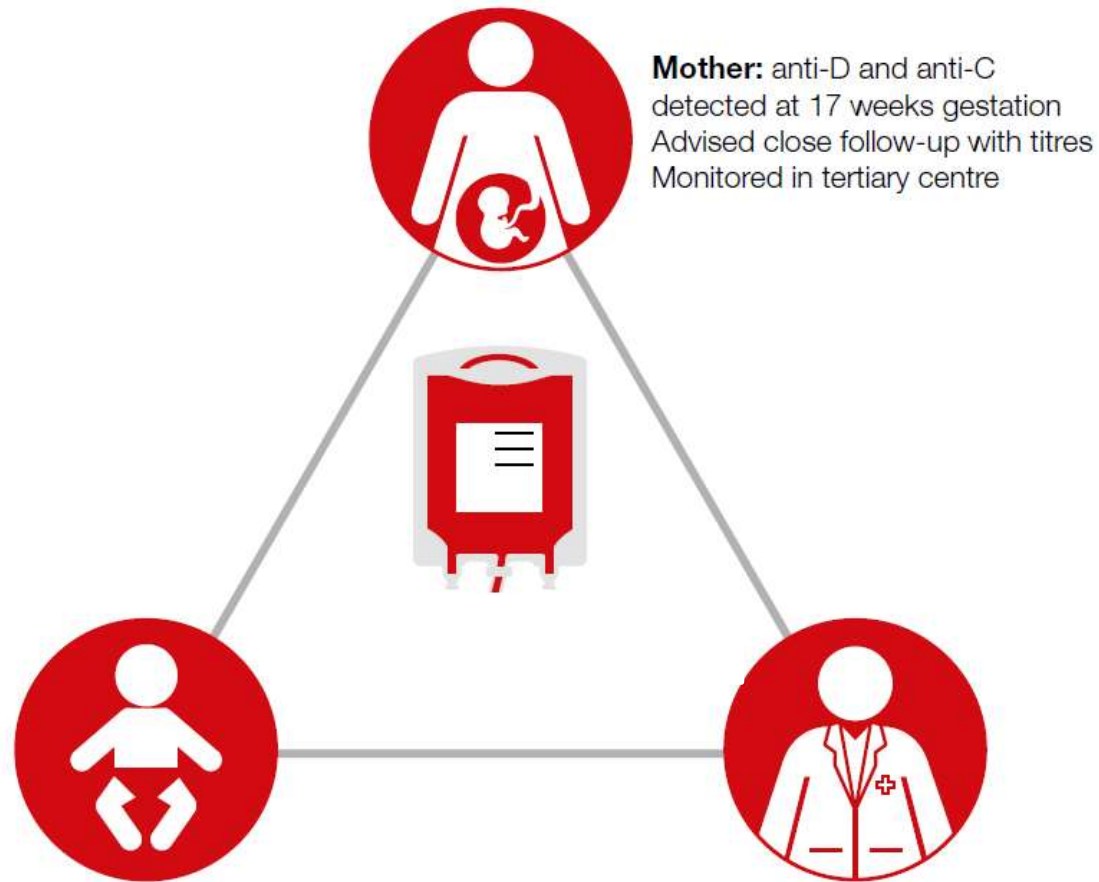 Mother: anti-D and anti-C
detected at 17 weeks gestation
Advised close follow-up with titres
Monitored in tertiary centre